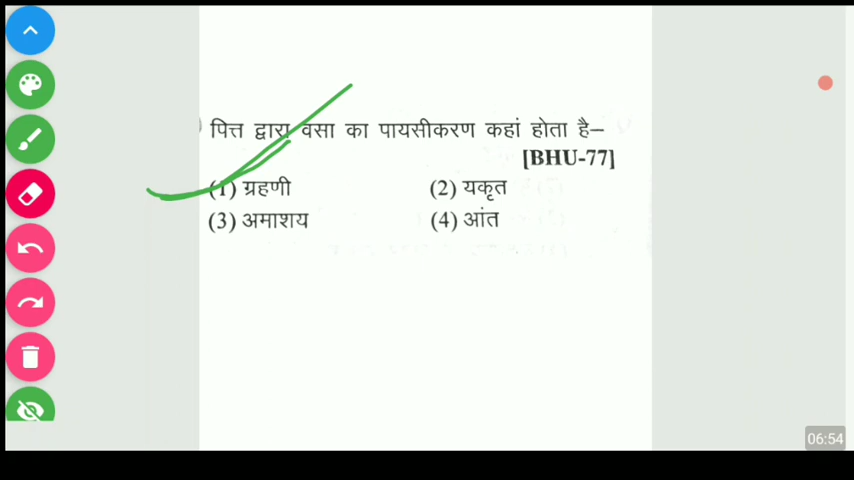 पित्त द्वारा वसा का पायसीकरण कहां होता है–
[BHU-77]
(1) ग्रहणी (2) यकृत
(3) अमाशय (4) आंत
06:54